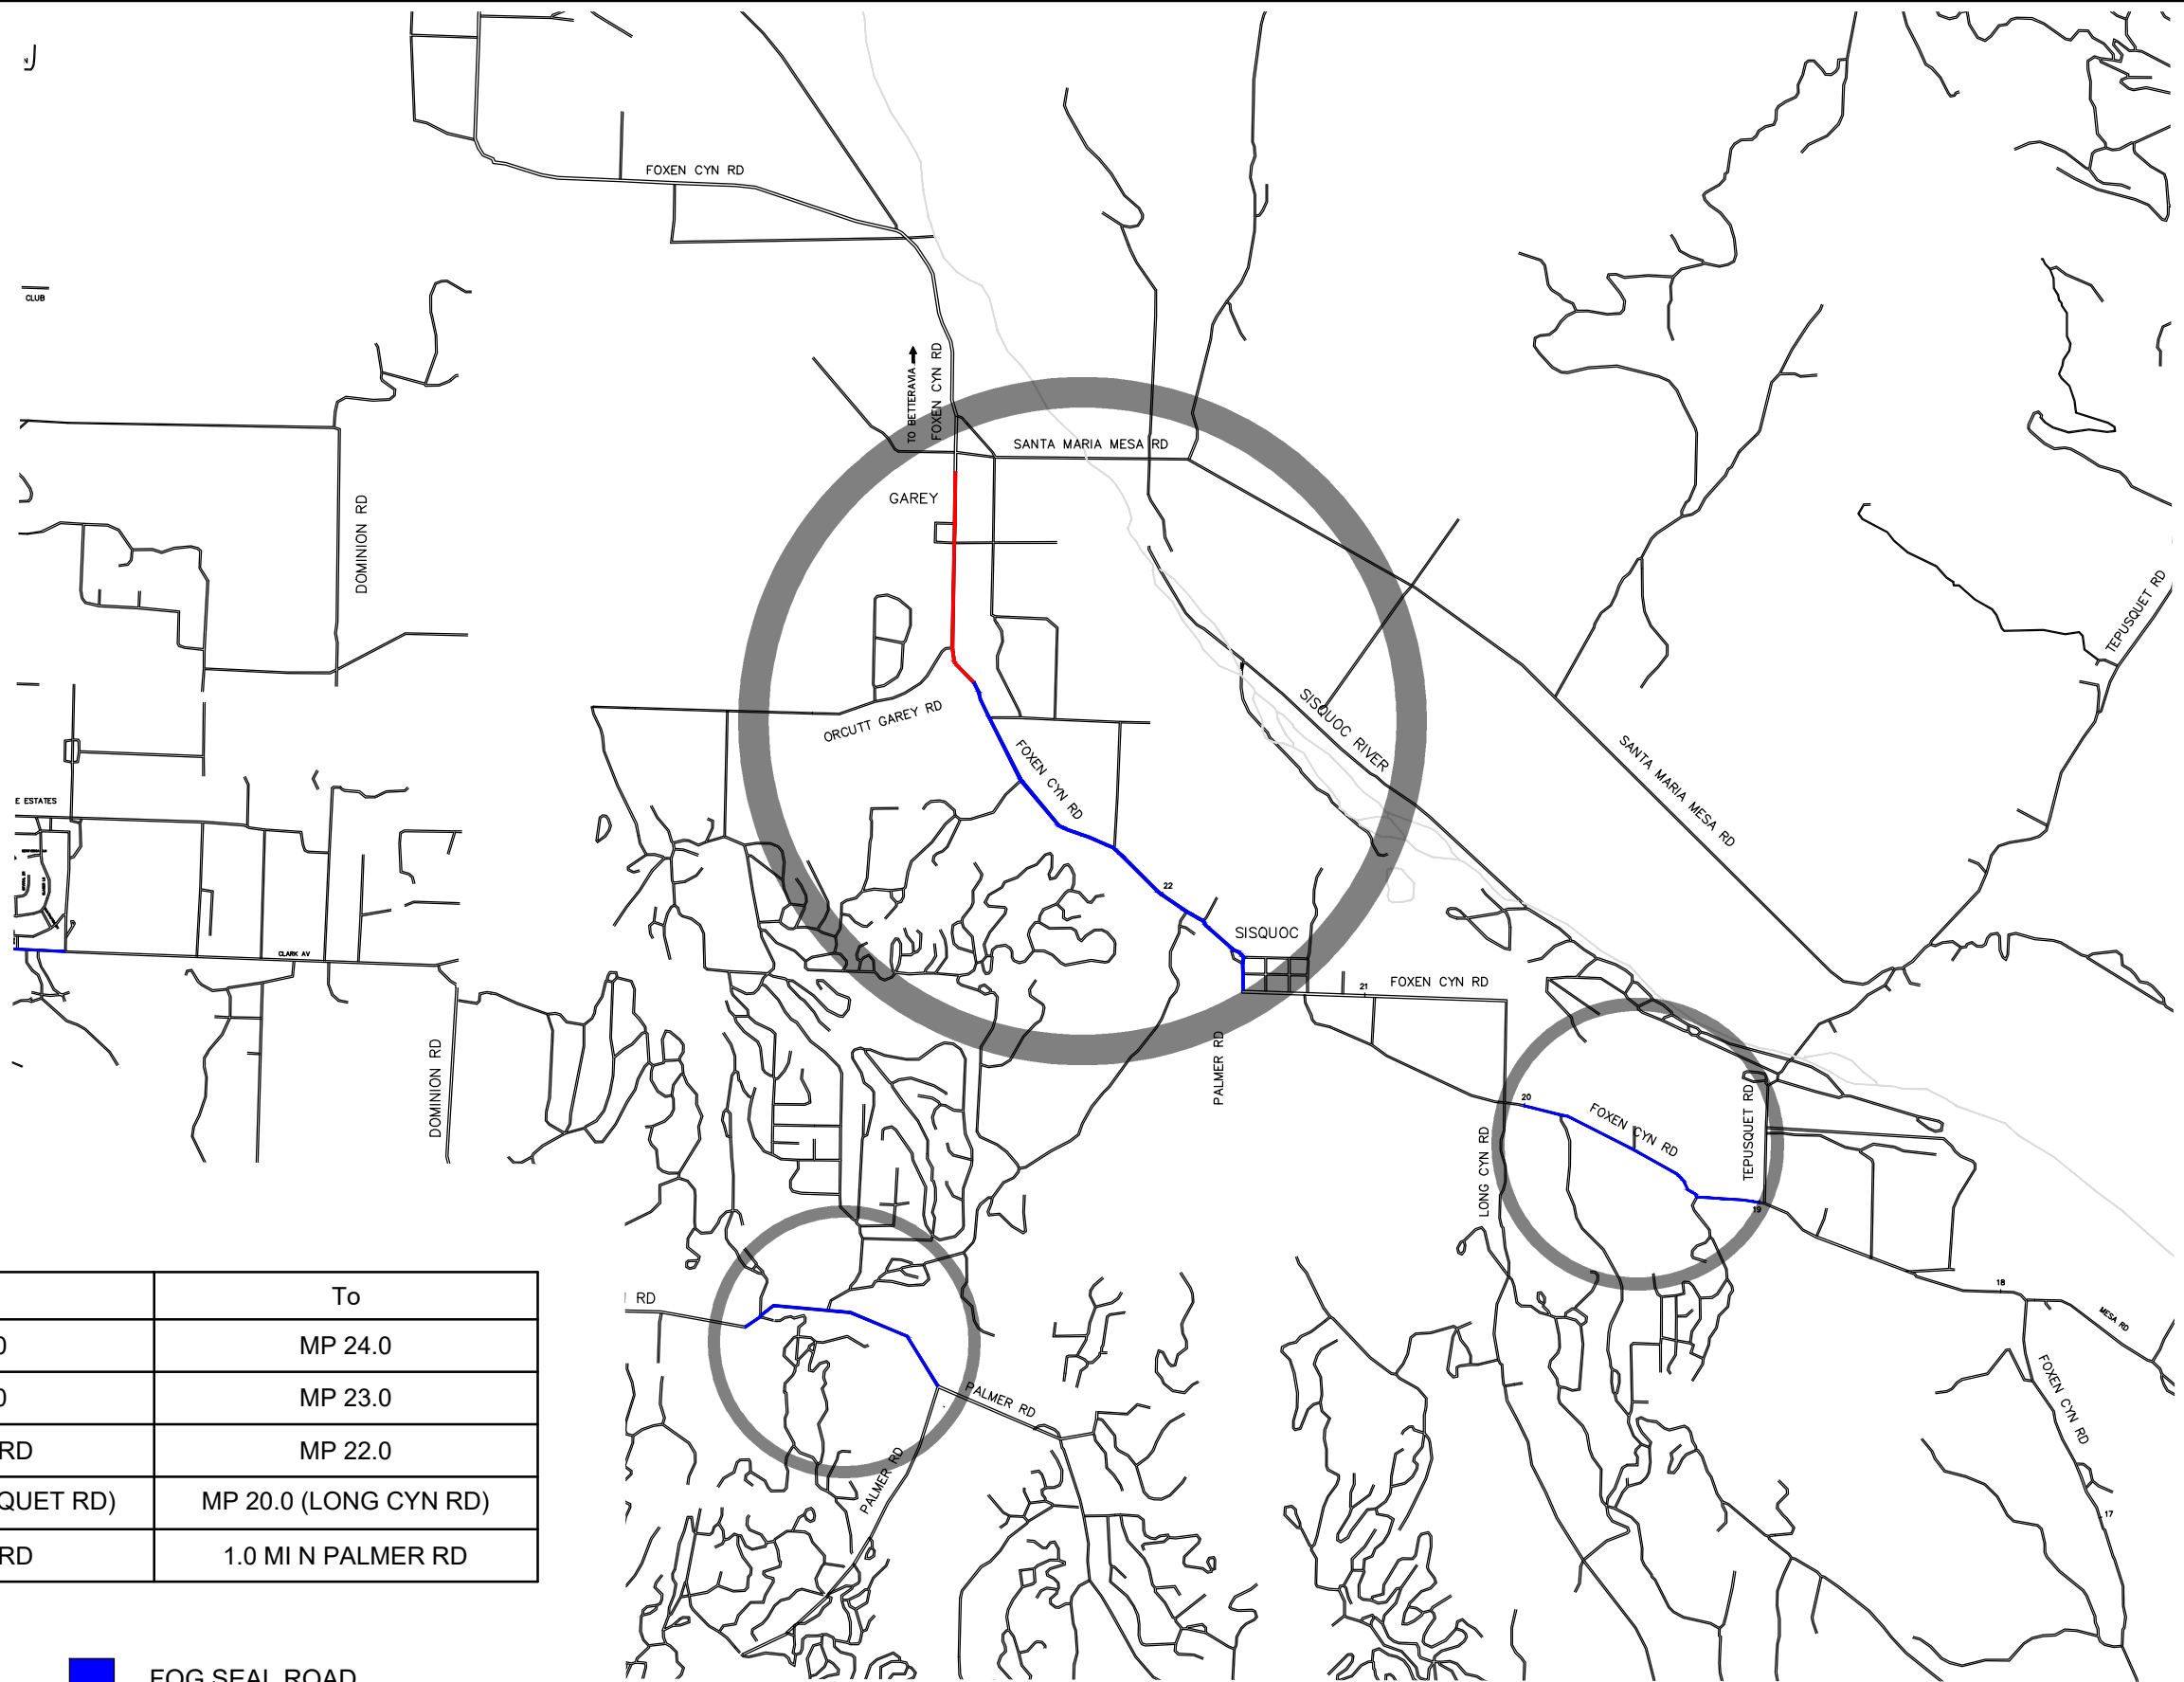 FOXEN CYN RD
CLUB
TO BETTERAVIA
FOXEN CYN RD
SANTA MARIA MESA RD
GAREY
DOMINION RD
TEPUSQUET RD
ORCUTT GAREY RD
SISQUOC RIVER
FOXEN CYN RD
SANTA MARIA MESA RD
E ESTATES
22
SISQUOC
CLARK AV
21
FOXEN CYN RD
PALMER RD
DOMINION RD
20
FOXEN CYN RD
TEPUSQUET RD
LONG CYN RD
19
18
MESA RD
RD
PALMER RD
FOXEN CYN RD
PALMER RD
17
To
0 MP 24.0
0 MP 23.0
RD MP 22.0
QUET RD) MP 20.0 (LONG CYN RD)
RD 1.0 MI N PALMER RD
FOG SEAL ROAD